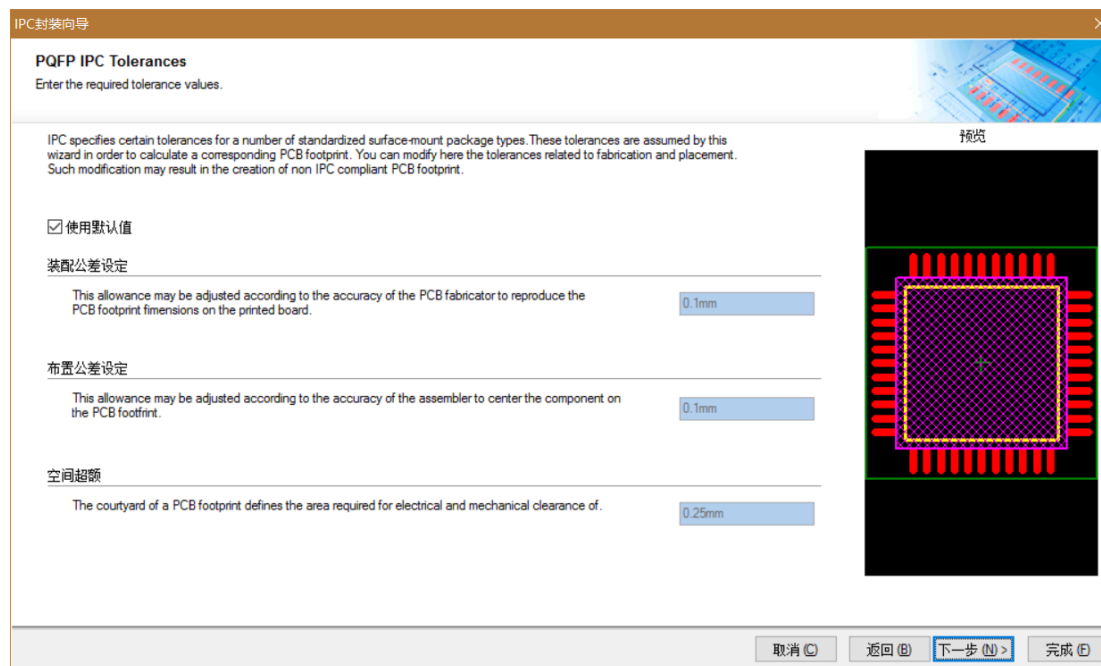 IPC封装向导
PQFP IPC Tolerances
Enter the required tolerance values.
IPC specifies certain tolerances for a number of standardized surface-mount package types.These tolerances are assumed by this
wizard in order to calculate a corresponding PCB footprint. You can modify here the tolerances related to fabrication and placement.
Such modification may result in the creation of non IPC compliant PCB footprint.
预览
使用默认值
装配公差设定
This allowance may be adjusted according to the accuracy of the PCB fabricator to reproduce the
PCB footprint fimensions on the printed board.
0.1mm
布置公差设定
This allowance may be adjusted according to the accuracy of the assembler to center the component on
the PCB footfrint.
0.1mm
空间超额
The courtyard of a PCB footprint defines the area required for electrical and mechanical clearance of.
0.25mm
取消 (C)
返回 (B)
下一步 (N) >
完成 (F)